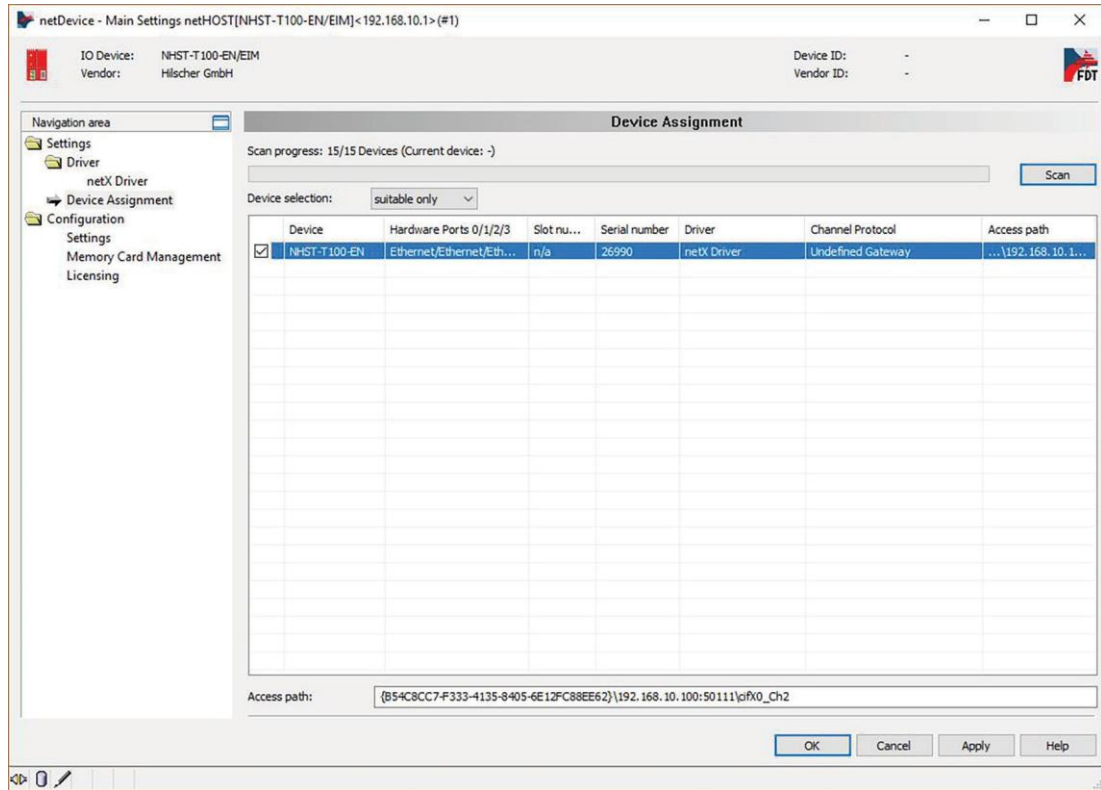 netDevice - Main Settings netHOST[NHST-T100-EN/EIM]<192.168.10.1>(#1)
IO Device: NHST-T100-EN/EIM Device ID: -
Vendor: Hilscher GmbH Vendor ID: -
FDT
Navigation area
Settings
Driver
netX Driver
Device Assignment
Configuration
Settings
Memory Card Management
Licensing
Device Assignment
Scan progress: 15/15 Devices (Current device: -)
Scan
Device selection: suitable only
Device Hardware Ports 0/1/2/3 Slot nu... Serial number Driver Channel Protocol Access path
NHST-T100-EN Ethernet/Ethernet/Eth... n/a 26990 netX Driver Undefined Gateway ...\192.168.10.1...
Access path: {B54C8CC7-F333-4135-8405-6E12FC88EE62}\192.168.10.100:50111\cifX0_Ch2
OK Cancel Apply Help